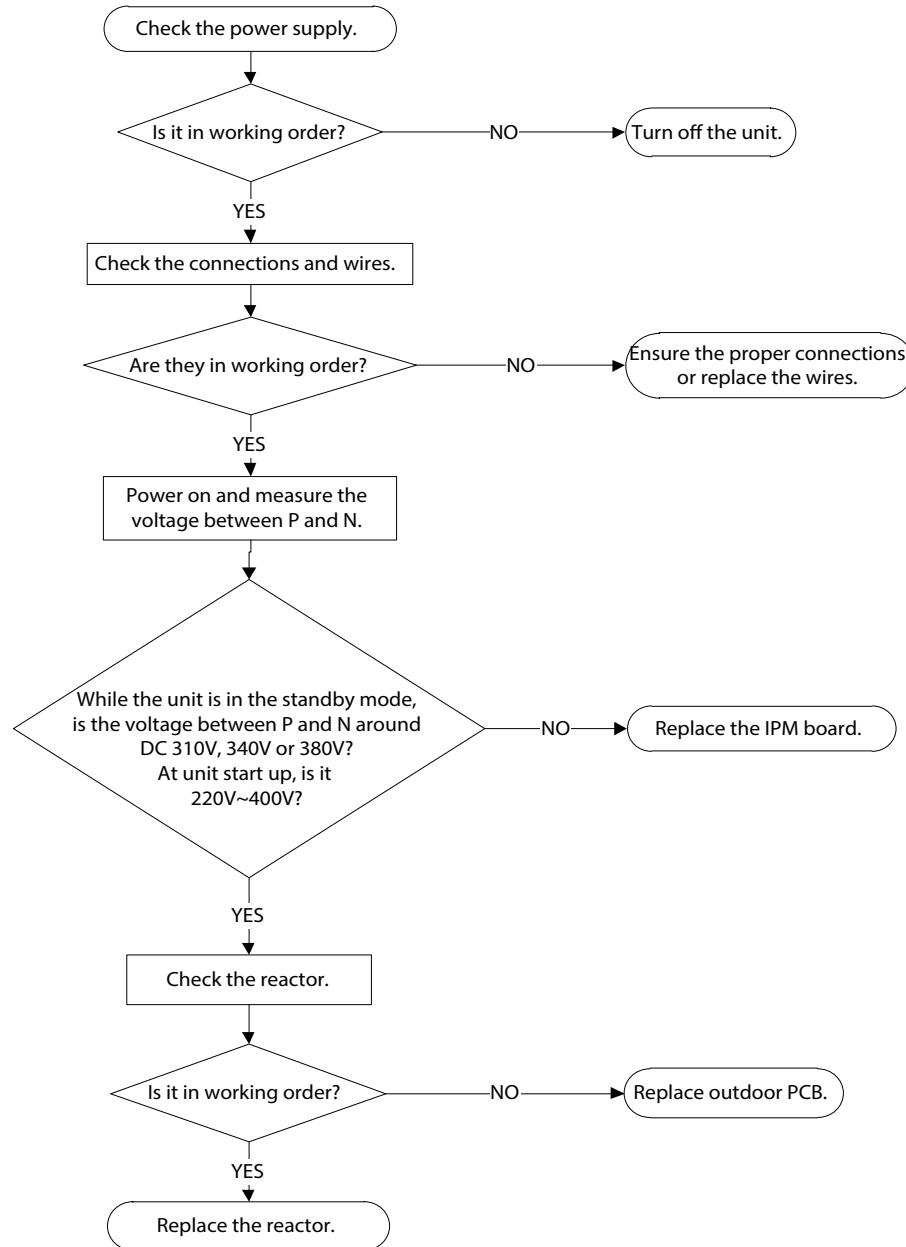 Check the power supply.
Is it in working order?
NO
Turn off the unit.
YES
Check the connections and wires.
Are they in working order?
NO
Ensure the proper connections
or replace the wires.
YES
Power on and measure the
voltage between P and N.
While the unit is in the standby mode,
is the voltage between P and N around
DC 310V, 340V or 380V?
At unit start up, is it
220V~400V?
NO
Replace the IPM board.
YES
Check the reactor.
Is it in working order?
NO
Replace outdoor PCB.
YES
Replace the reactor.